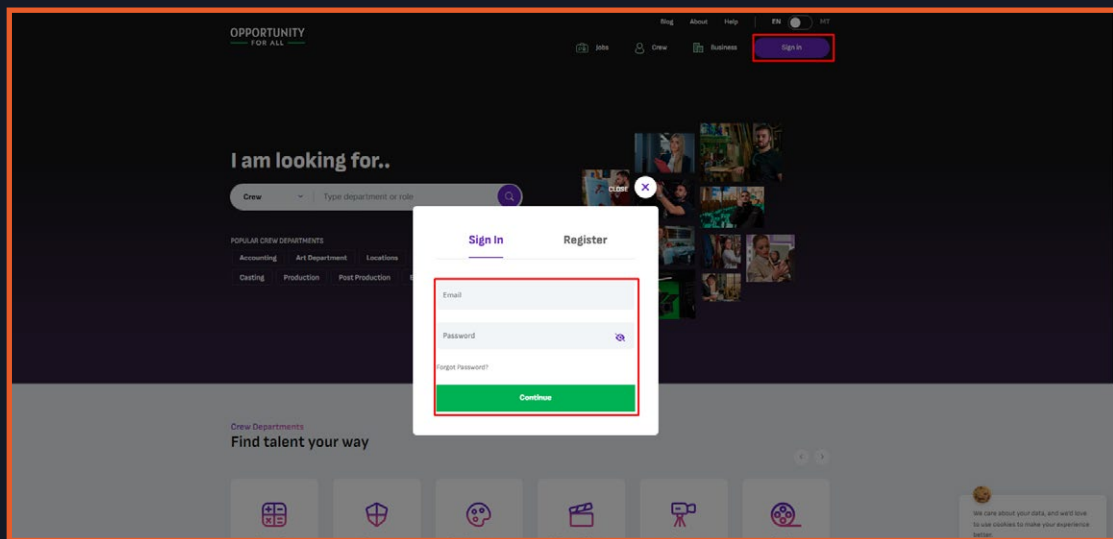 OPPORTUNITY
FOR ALL
Blog About Help EN MT
Jobs Crew Business Sign in
I am looking for..
Crew Type department or role
CLOSE
POPULAR CREW DEPARTMENTS
Accounting Art Department Locations
Casting Production Post Production
Sign In Register
Email
Password
Forgot Password?
Continue
Crew Departments
Find talent your way
We care about your data, and we'd love
to use cookies to make your experience
better.